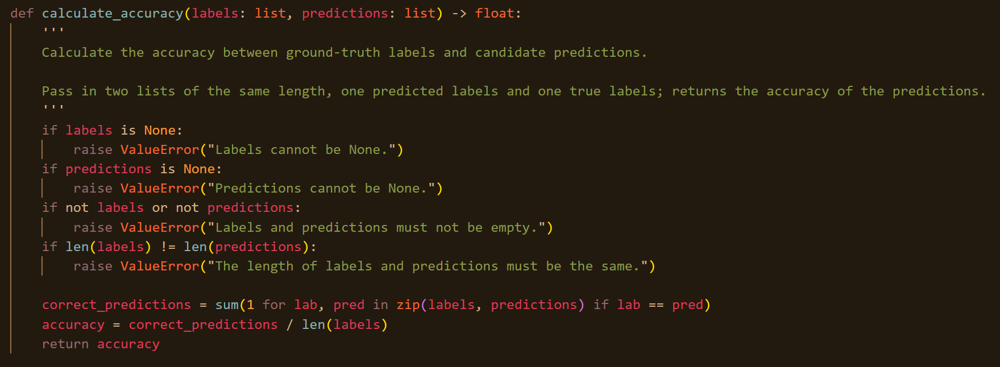 def calculate_accuracy(labels: list, predictions: list) -> float:
    '''
    Calculate the accuracy between ground-truth labels and candidate predictions.

    Pass in two lists of the same length, one predicted labels and one true labels; returns the accuracy of the predictions.
    '''
    if labels is None:
        raise ValueError("Labels cannot be None.")
    if predictions is None:
        raise ValueError("Predictions cannot be None.")
    if not labels or not predictions:
        raise ValueError("Labels and predictions must not be empty.")
    if len(labels) != len(predictions):
        raise ValueError("The length of labels and predictions must be the same.")

    correct_predictions = sum(1 for lab, pred in zip(labels, predictions) if lab == pred)
    accuracy = correct_predictions / len(labels)
    return accuracy